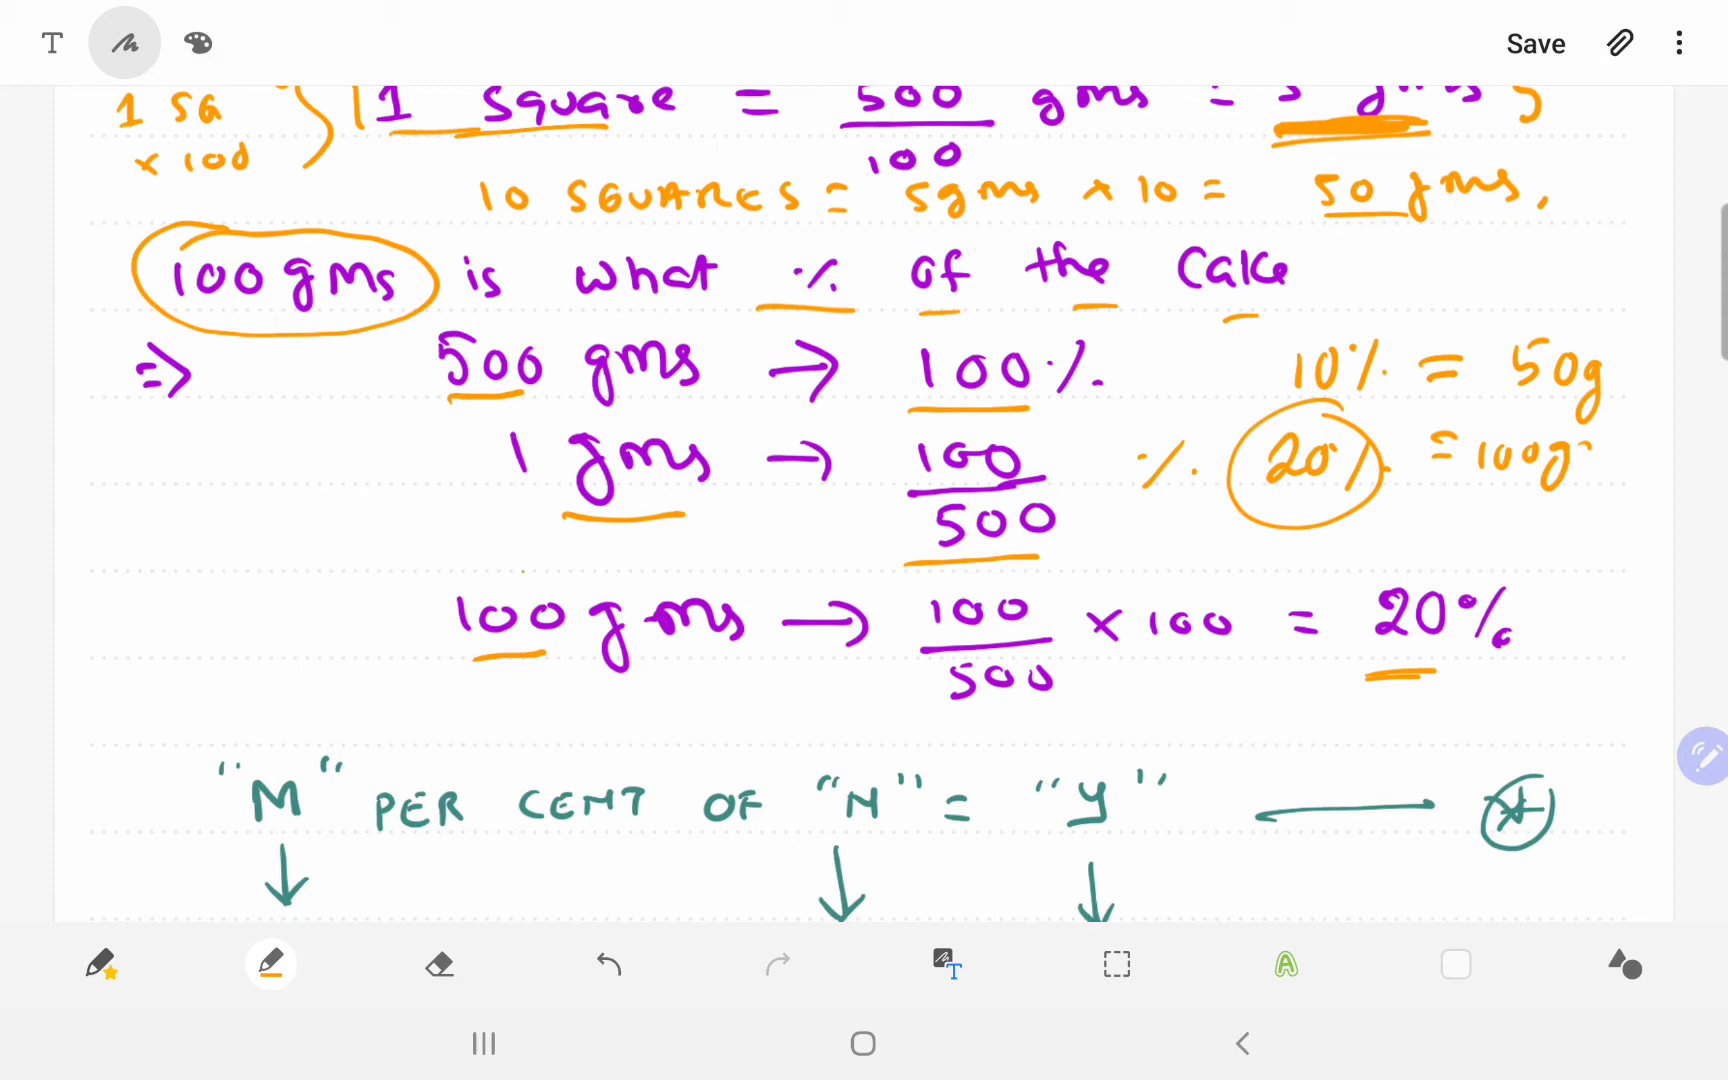 T Save
1 SQ
1 square = 500 gms = 5 gms
x 100
100
10 SQUARES = 5gms x 10 = 50 gms.
100 gms is what % of the Cake
=> 500 gms → 100 % 10% = 50g
1 gms → 100 % 20% = 100g
500
100 gms → 100 x 100 = 20%
500
"M" PER CENT OF "N" = "Y"
T A